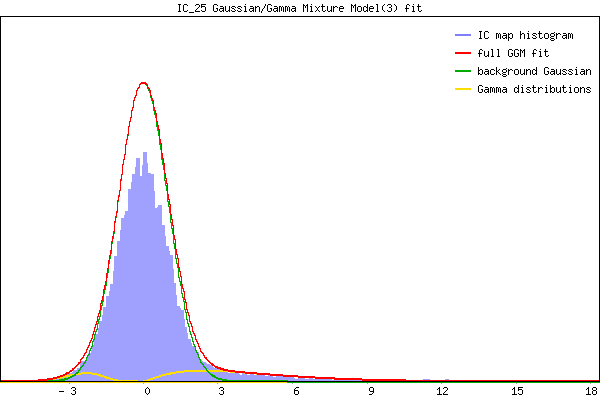 IC_25 Gaussian/Gamma Mixture Model(3) fit
IC map histogram
full GGM fit
background Gaussian
Gamma distributions
-3 0 3 6 9 12 15 18